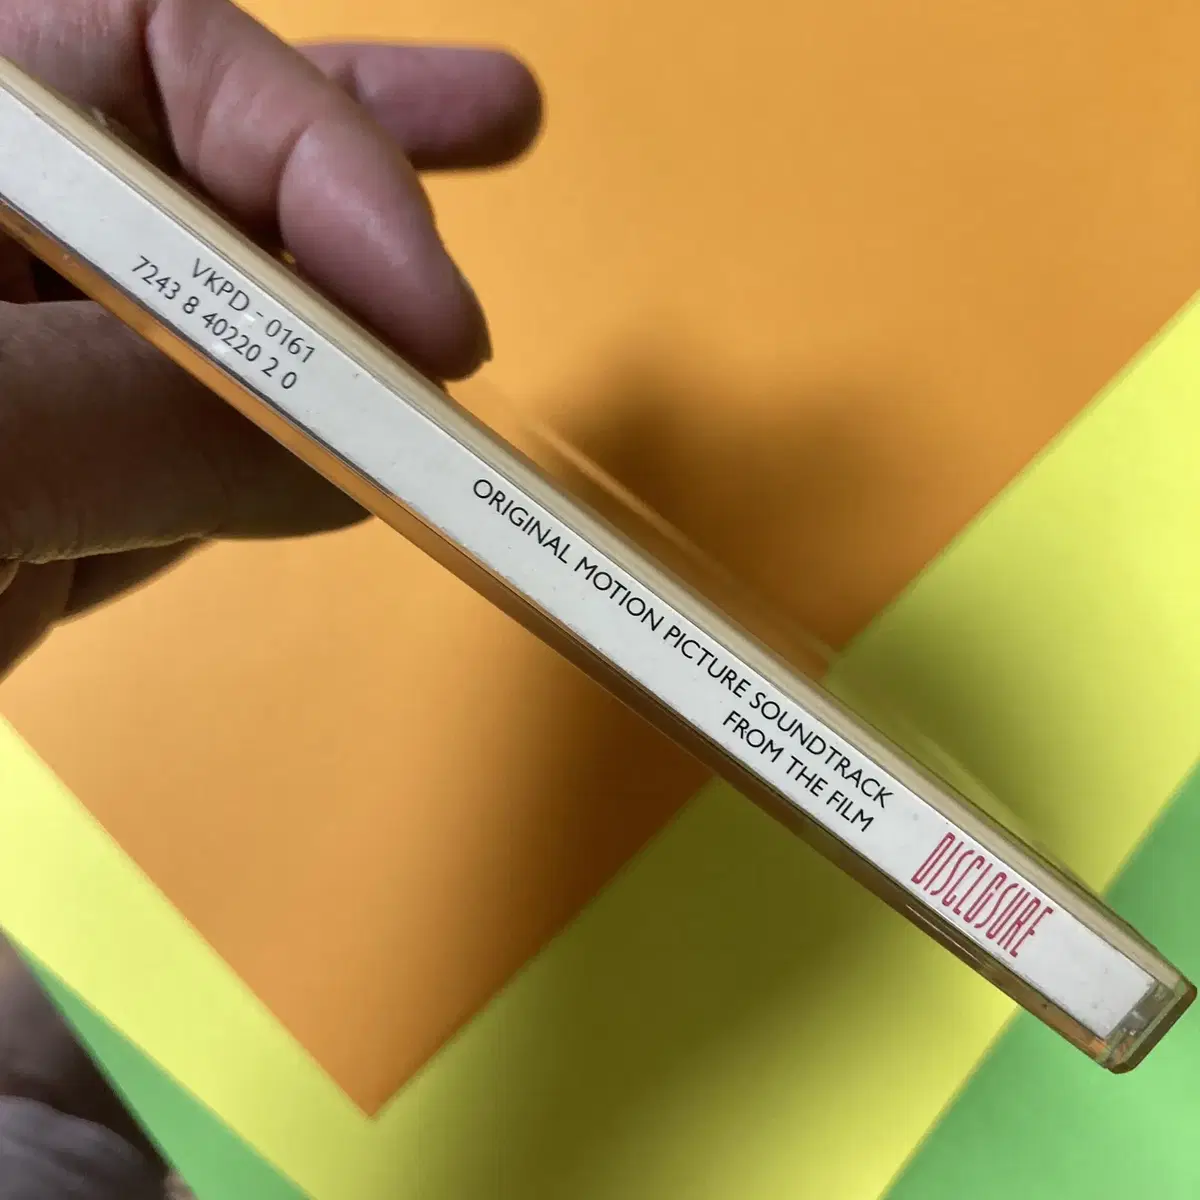 VKPD - 0161
7243 8 40220 2 0
ORIGINAL MOTION PICTURE SOUNDTRACK
FROM THE FILM
DISCLOSURE